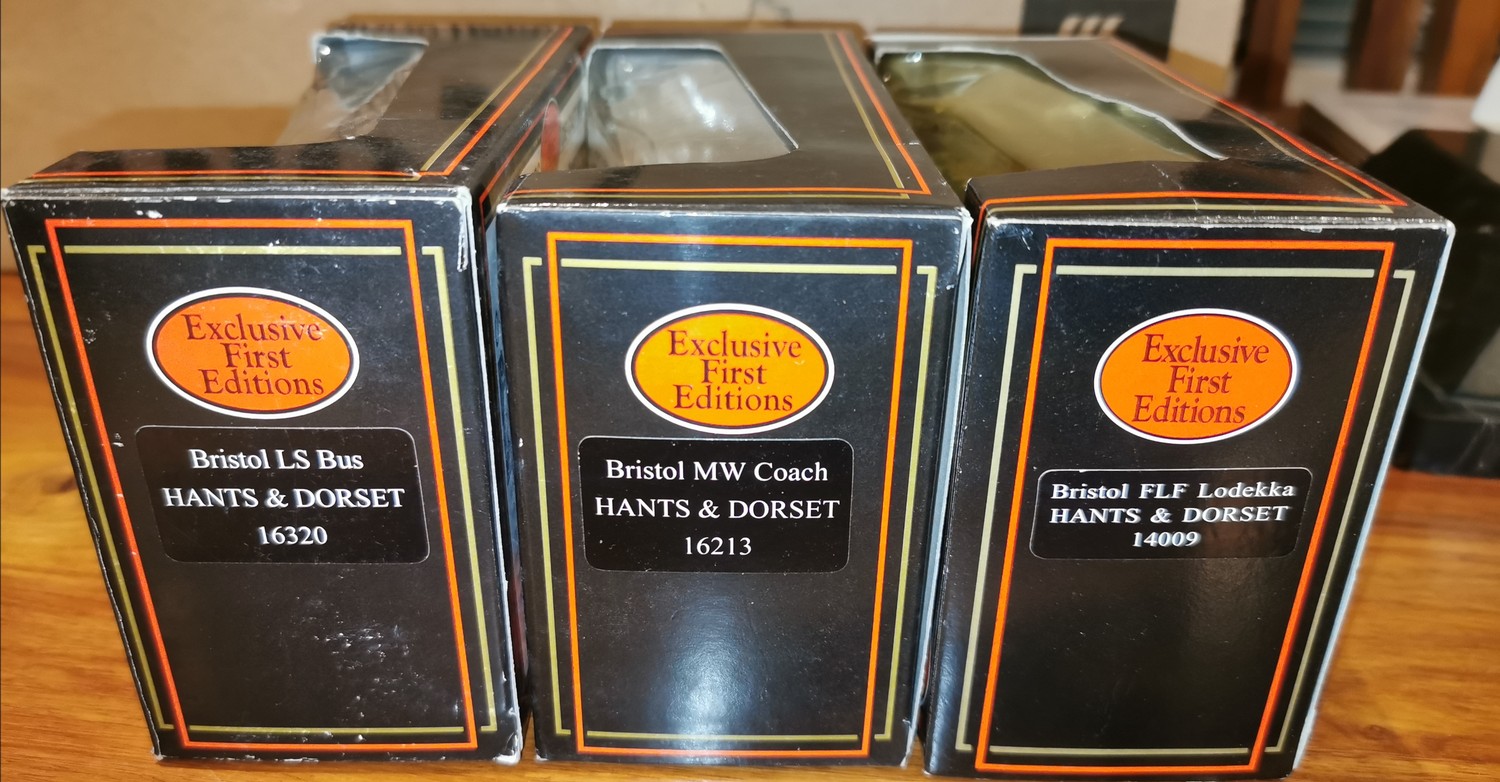 Exclusive
First
Editions
Bristol LS Bus
HANTS & DORSET
16320
Exclusive
First
Editions
Bristol MW Coach
HANTS & DORSET
16213
Exclusive
First
Editions
Bristol FLF Lodekka
HANTS & DORSET
14009